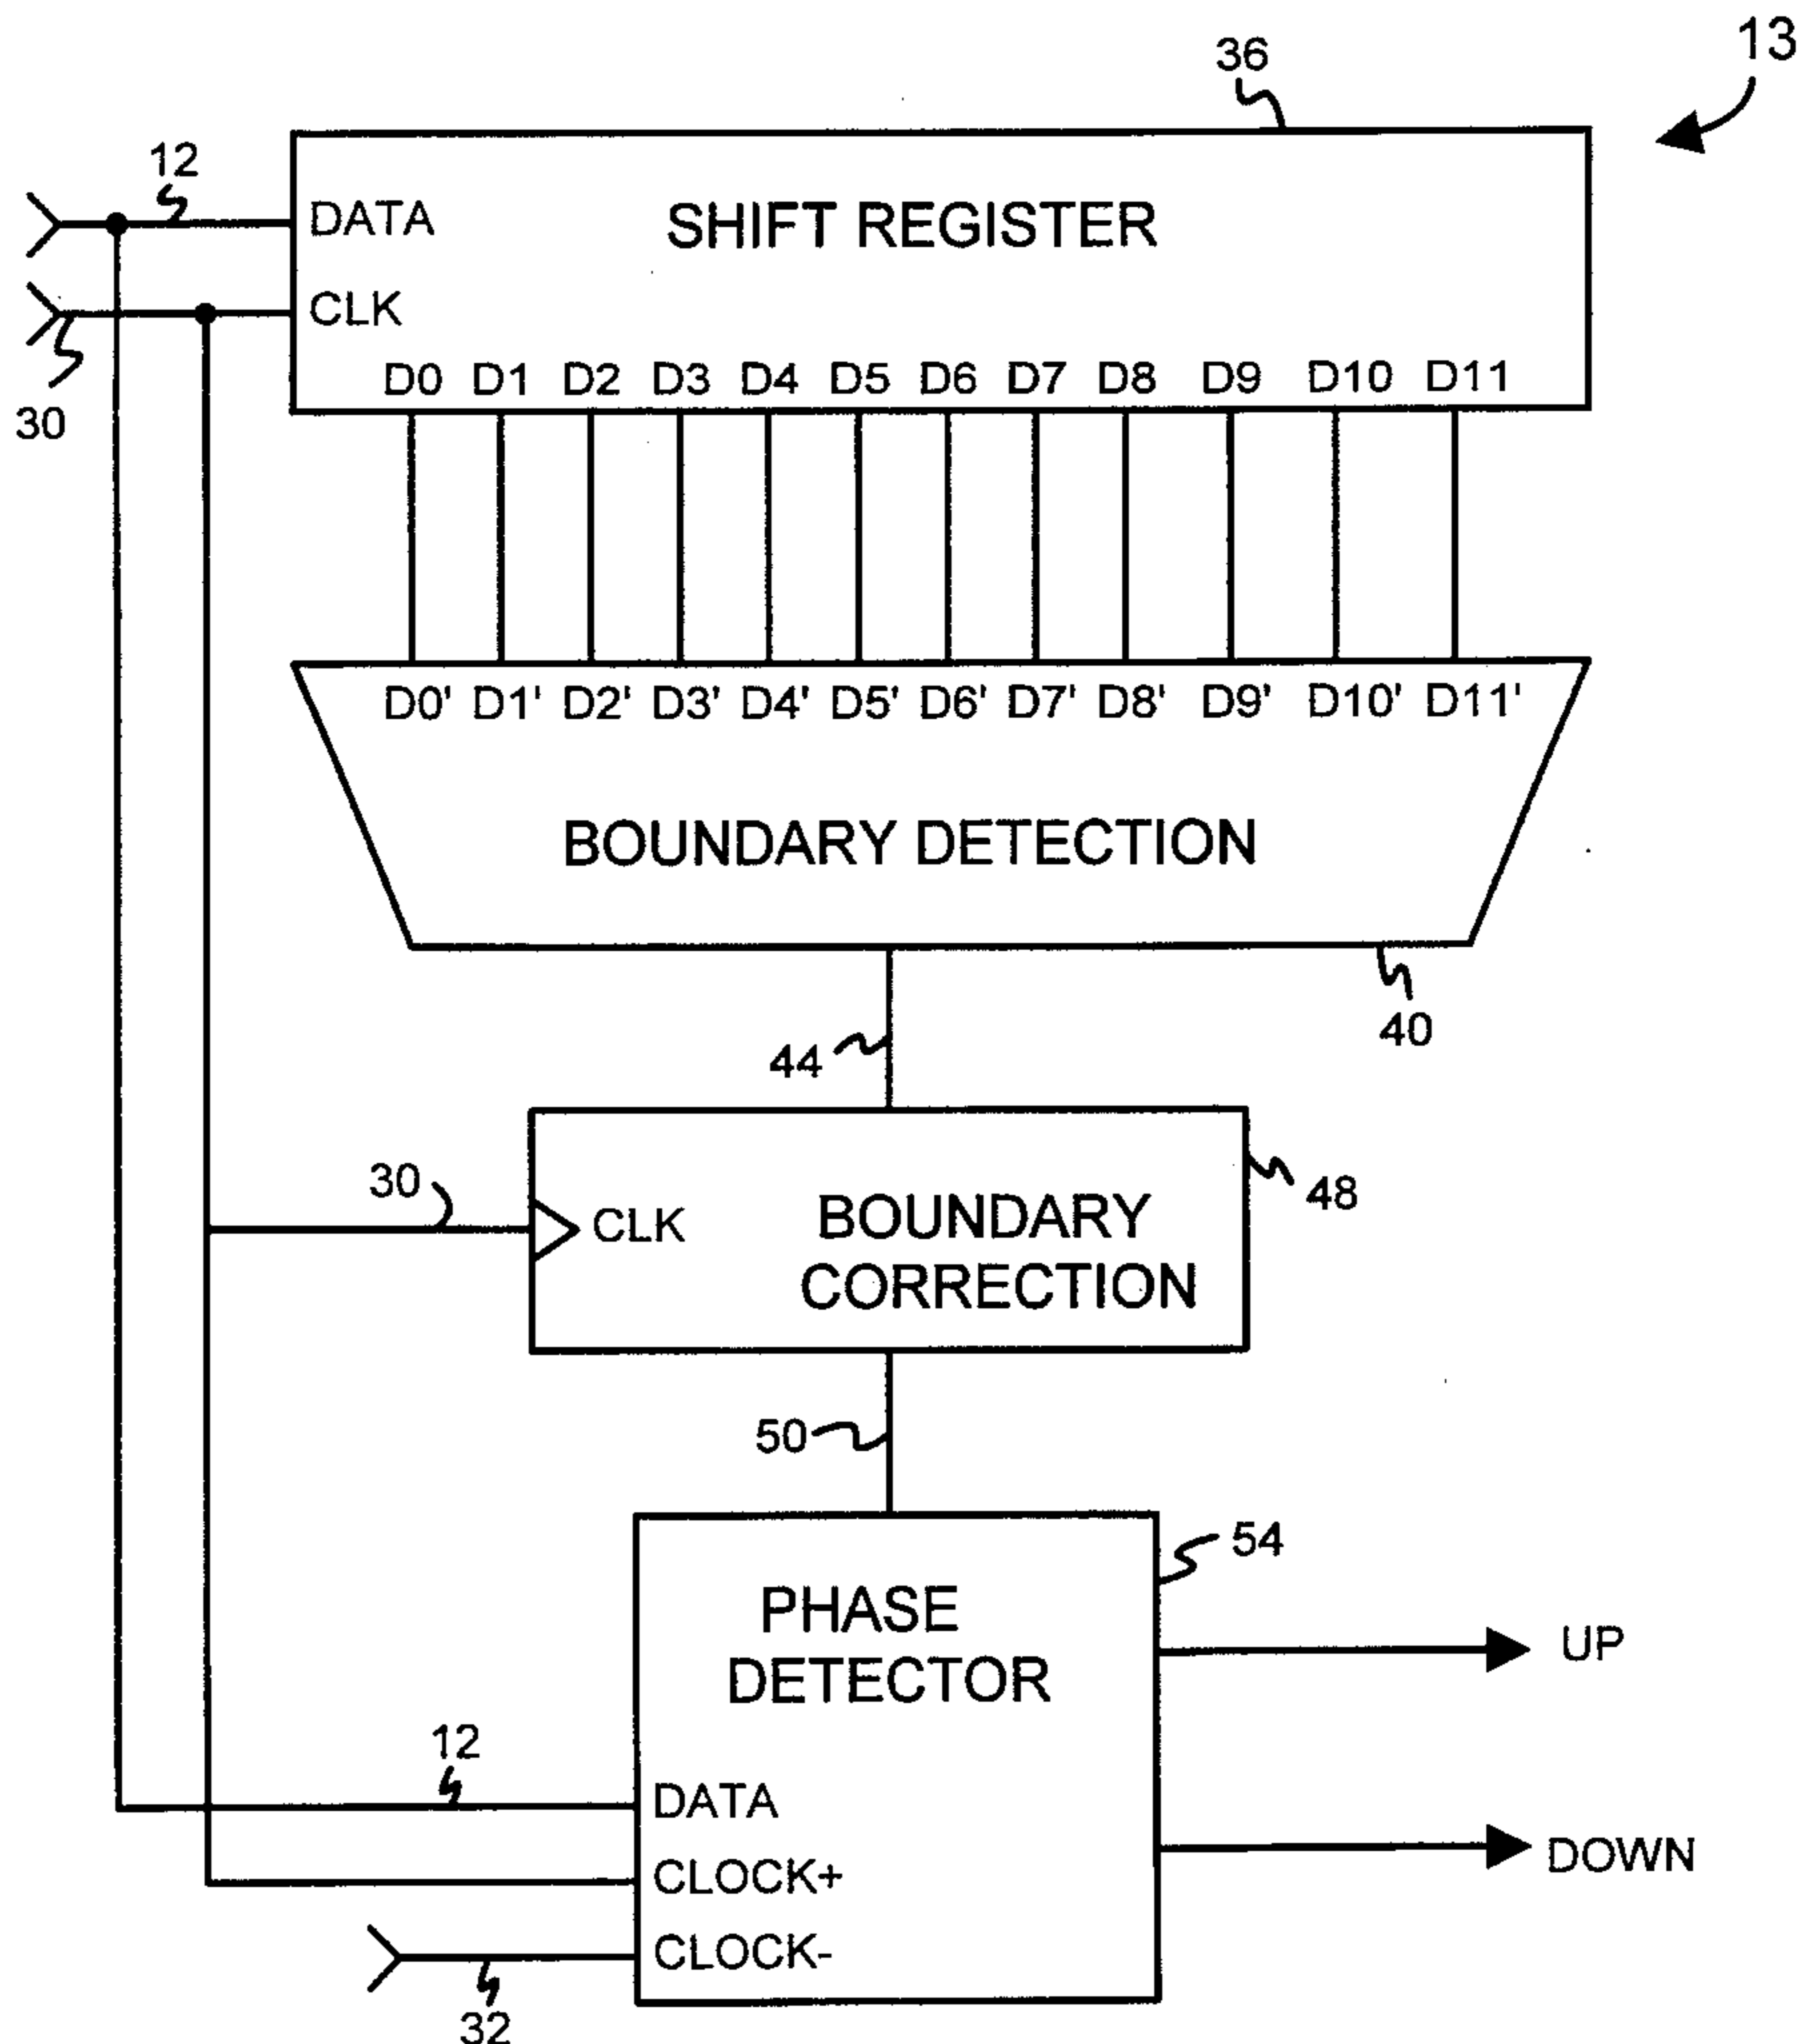 13
36
12
DATA
SHIFT REGISTER
CLK
30
D0 D1 D2 D3 D4 D5 D6 D7 D8 D9 D10 D11
D0' D1' D2' D3' D4' D5' D6' D7' D8' D9' D10' D11'
BOUNDARY DETECTION
40
44
30
CLK
BOUNDARY
CORRECTION
48
50
54
PHASE
DETECTOR
UP
12
DATA
DOWN
CLOCK+
CLOCK-
32